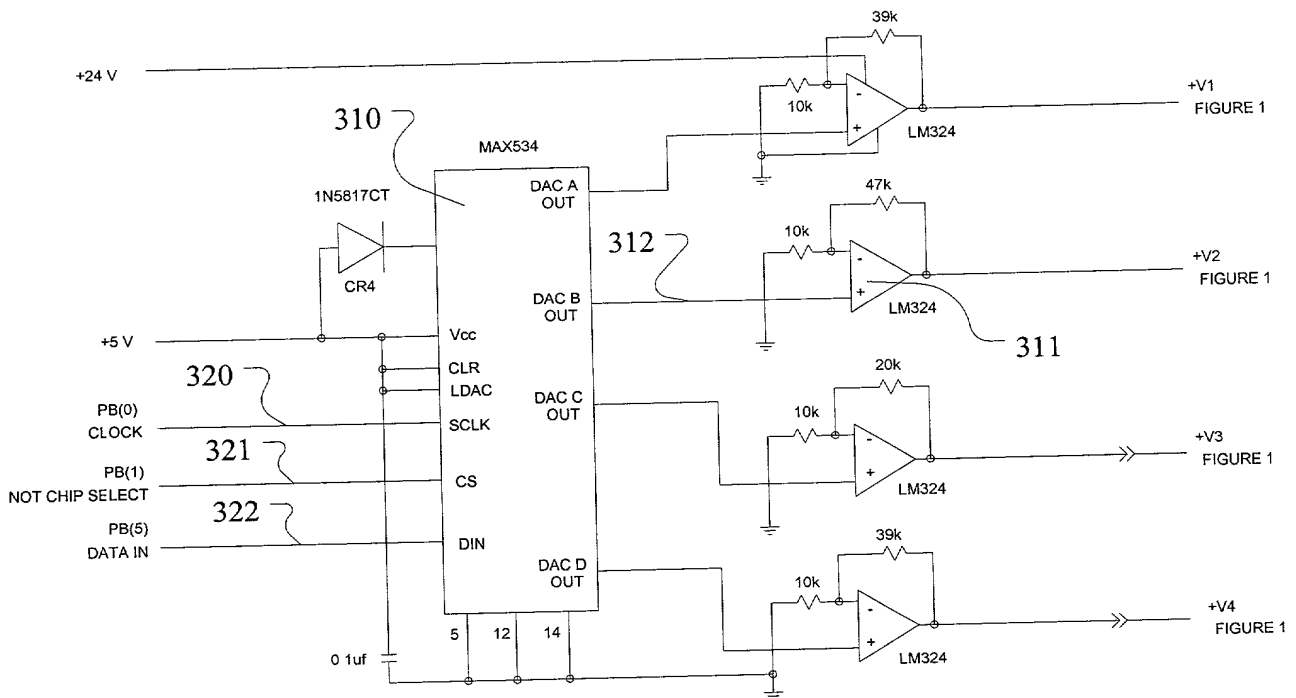 39k
+24 V
10k
+V1
FIGURE 1
LM324
310
MAX534
1N5817CT
DAC A
OUT
47k
10k
312
CR4
+V2
FIGURE 1
DAC B
OUT
LM324
311
+5 V
Vcc
CLR
LDAC
20k
10k
320
PB(0)
CLOCK
SCLK
DAC C
OUT
321
PB(1)
NOT CHIP SELECT
CS
+V3
FIGURE 1
LM324
322
PB(5)
DATA IN
DIN
39k
DAC D
OUT
10k
+V4
FIGURE 1
LM324
5
12
14
0 1uf